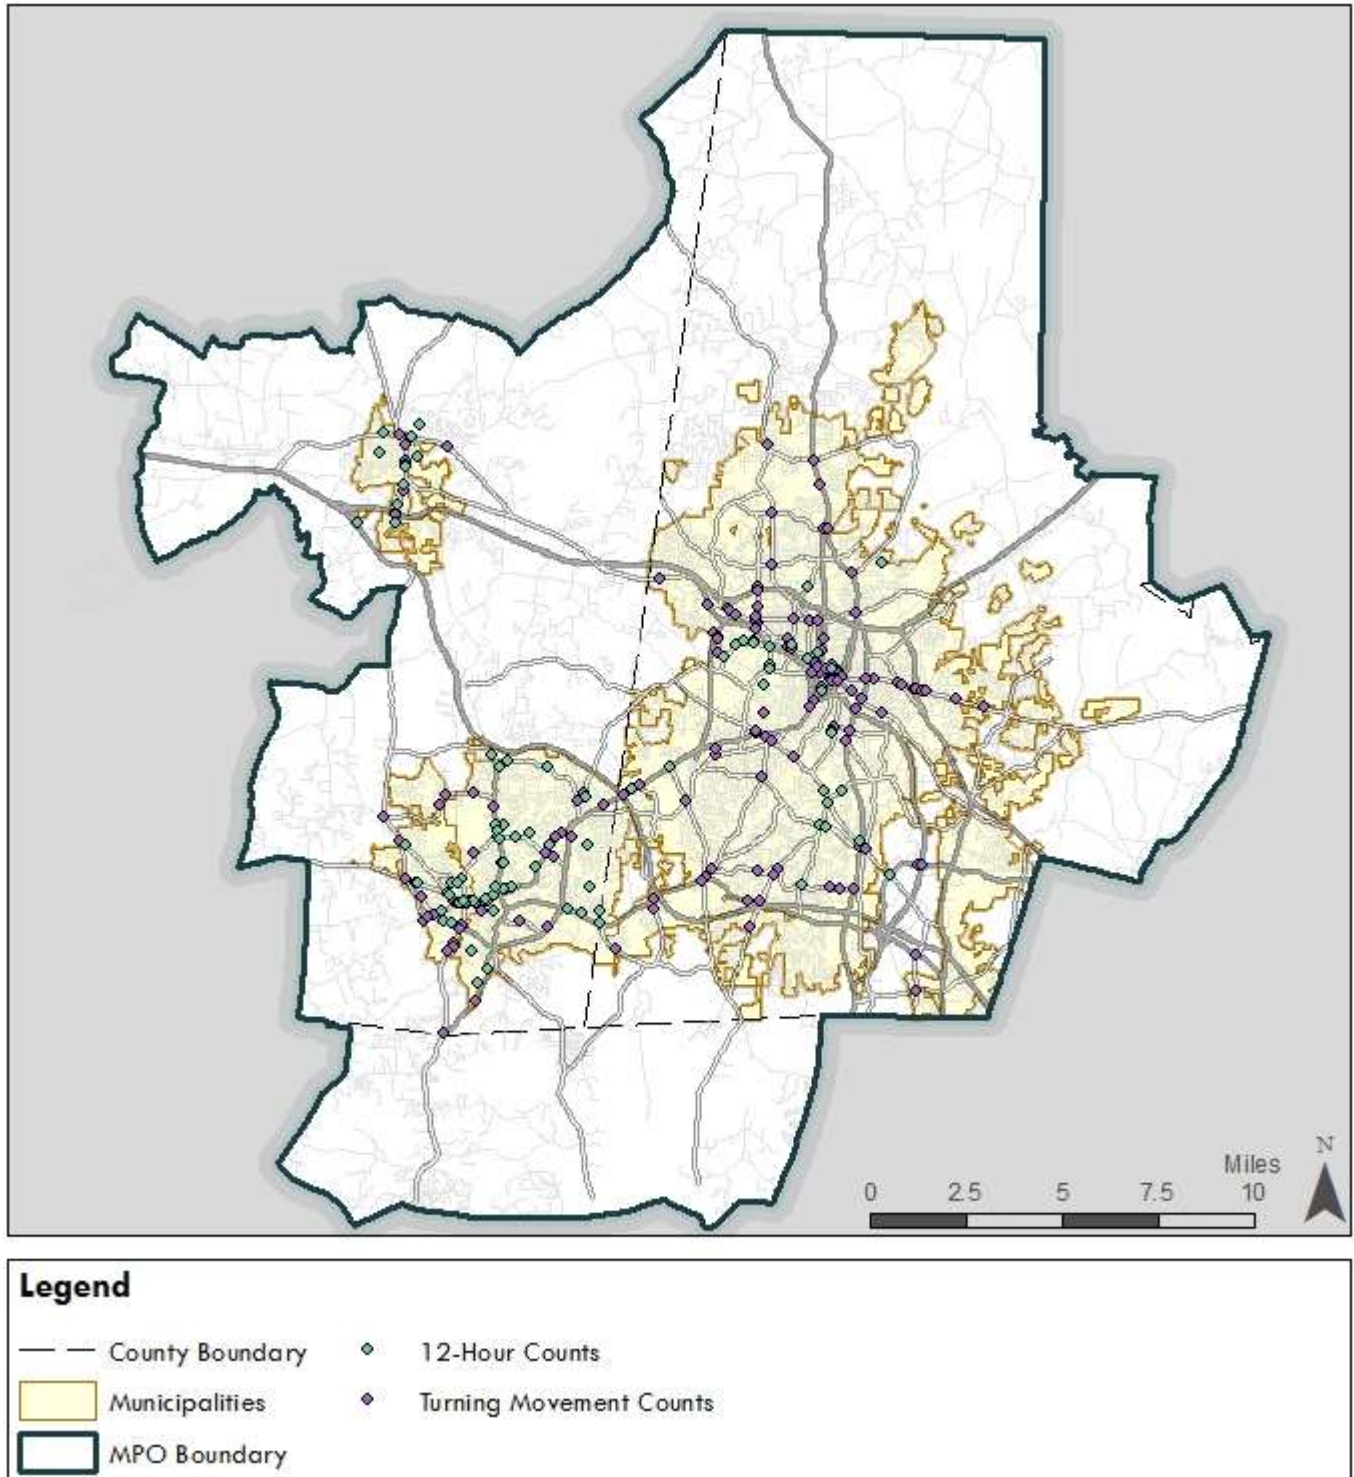 N
Miles
0 2.5 5 7.5 10
Legend
County Boundary 12-Hour Counts
Municipalities Turning Movement Counts
MPO Boundary